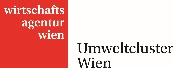 wirtschafts
agentur
wien
Umweltcluster
Wien